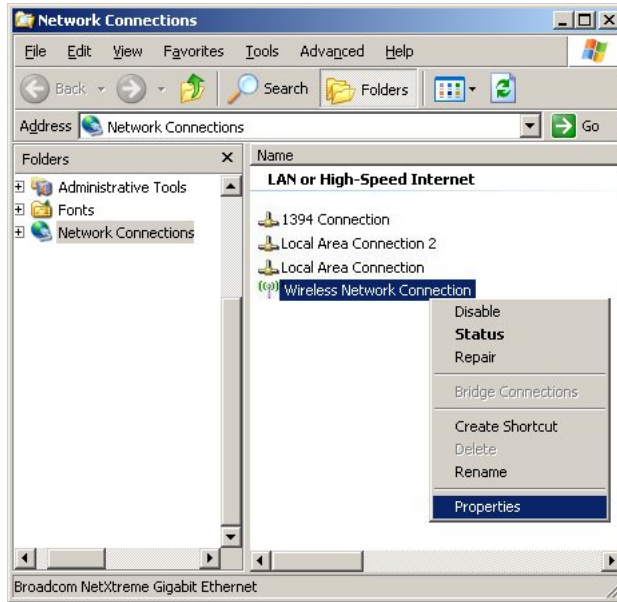 Network Connections
File Edit View Favorites Tools Advanced Help
Back Search Folders
Address Network Connections Go
Folders x Name
LAN or High-Speed Internet
Administrative Tools
Fonts
Network Connections
1394 Connection
Local Area Connection 2
Local Area Connection
Wireless Network Connection
Disable
Status
Repair
Bridge Connections
Create Shortcut
Delete
Rename
Properties
Broadcom NetXtreme Gigabit Ethernet